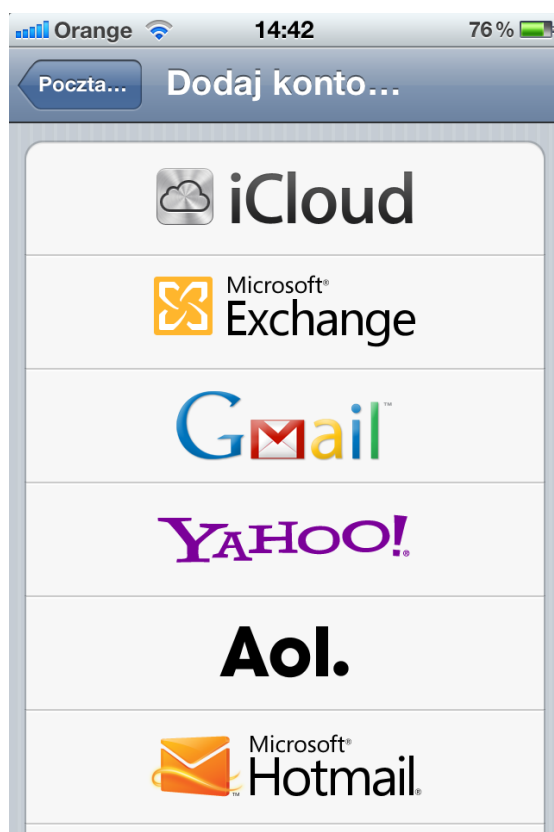 Orange 14:42 76 %
Poczta... Dodaj konto...
iCloud
Microsoft®
Exchange
Gmail™
YAHOO!®
Aol.
Microsoft®
Hotmail®